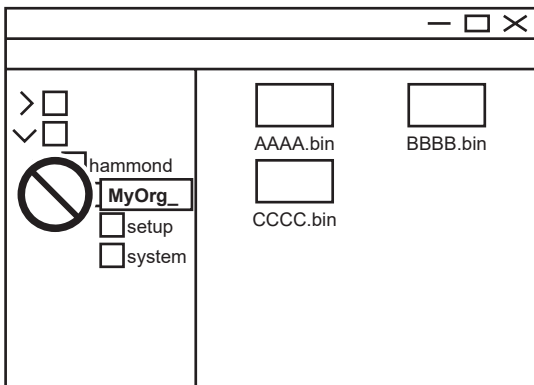 hammond
MyOrg_
setup
system
AAAA.bin
BBBB.bin
CCCC.bin